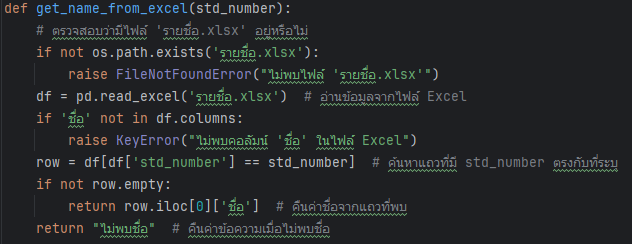 def get_name_from_excel(std_number):
    # ตรวจสอบว่ามีไฟล์ 'รายชื่อ.xlsx' อยู่หรือไม่
    if not os.path.exists('รายชื่อ.xlsx'):
        raise FileNotFoundError("ไม่พบไฟล์ 'รายชื่อ.xlsx'")
    df = pd.read_excel('รายชื่อ.xlsx')  # อ่านข้อมูลจากไฟล์ Excel
    if 'ชื่อ' not in df.columns:
        raise KeyError("ไม่พบคอลัมน์ 'ชื่อ' ในไฟล์ Excel")
    row = df[df['std_number'] == std_number]  # ค้นหาแถวที่มี std_number ตรงกับที่ระบุ
    if not row.empty:
        return row.iloc[0]['ชื่อ']  # คืนค่าชื่อจากแถวที่พบ
    return "ไม่พบชื่อ"  # คืนค่าข้อความเมื่อไม่พบชื่อ